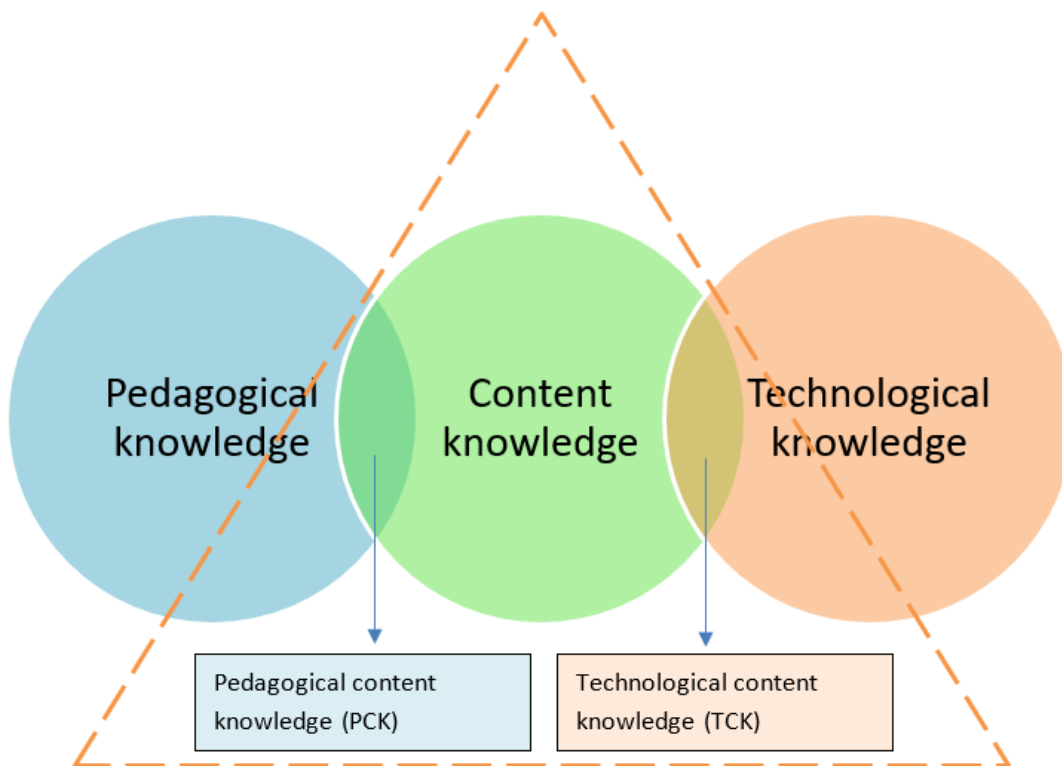 Pedagogical
knowledge
Content
knowledge
Technological
knowledge
Pedagogical content
knowledge (PCK)
Technological content
knowledge (TCK)